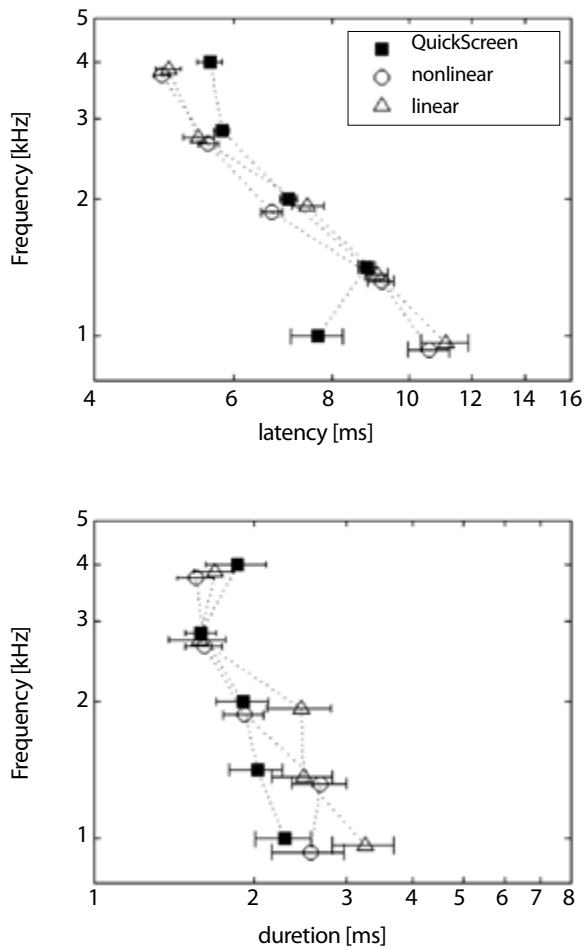 5
4
3
2
1
Frequency [kHz]
QuickScreen
nonlinear
linear
4 6 8 10 12 14 16
latency [ms]
5
4
3
2
1
Frequency [kHz]
1 2 3 4 5 6 7 8
duretion [ms]